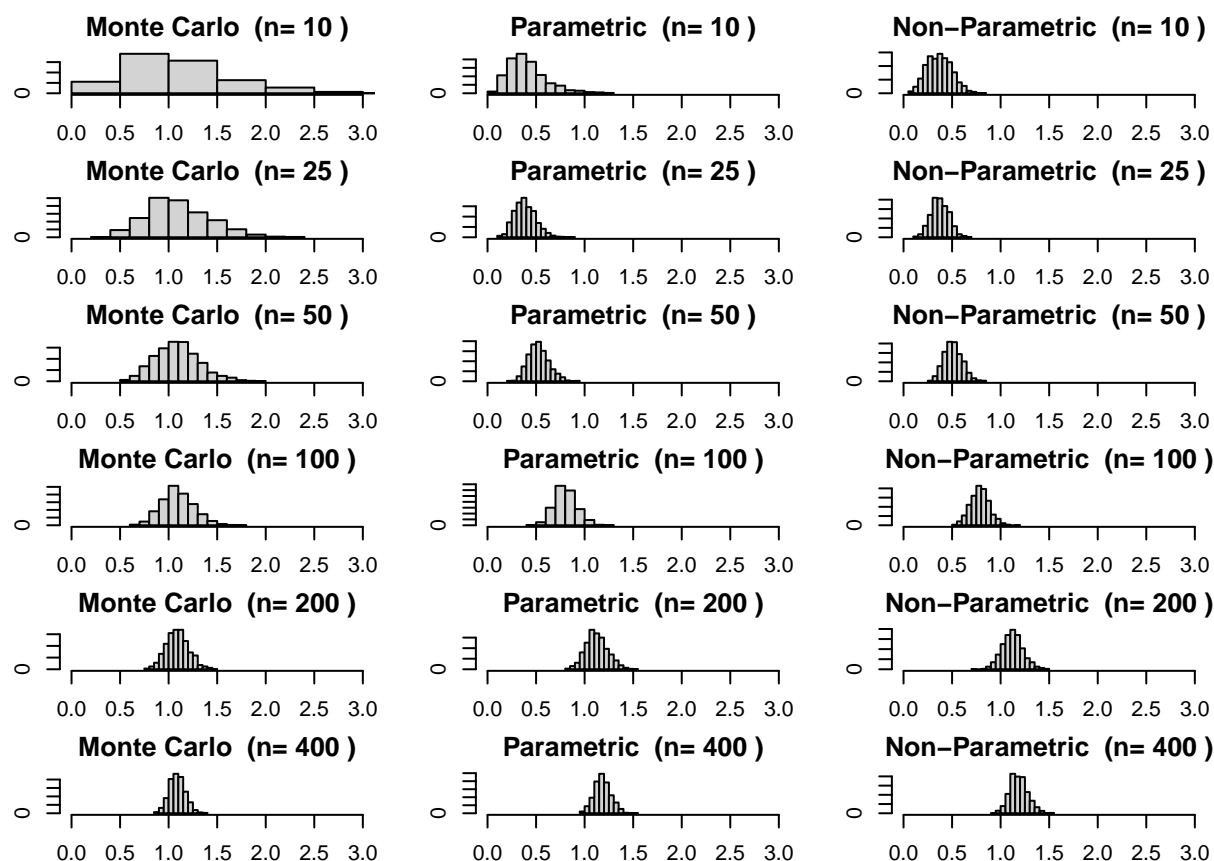 Monte Carlo (n= 10 )
Parametric (n= 10 )
Non−Parametric (n= 10 )
0
0
0
0.0 0.5 1.0 1.5 2.0 2.5 3.0
0.0 0.5 1.0 1.5 2.0 2.5 3.0
0.0 0.5 1.0 1.5 2.0 2.5 3.0
Monte Carlo (n= 25 )
Parametric (n= 25 )
Non−Parametric (n= 25 )
0
0
0
0.0 0.5 1.0 1.5 2.0 2.5 3.0
0.0 0.5 1.0 1.5 2.0 2.5 3.0
0.0 0.5 1.0 1.5 2.0 2.5 3.0
Monte Carlo (n= 50 )
Parametric (n= 50 )
Non−Parametric (n= 50 )
0
0
0
0.0 0.5 1.0 1.5 2.0 2.5 3.0
0.0 0.5 1.0 1.5 2.0 2.5 3.0
0.0 0.5 1.0 1.5 2.0 2.5 3.0
Monte Carlo (n= 100 )
Parametric (n= 100 )
Non−Parametric (n= 100 )
0
0
0
0.0 0.5 1.0 1.5 2.0 2.5 3.0
0.0 0.5 1.0 1.5 2.0 2.5 3.0
0.0 0.5 1.0 1.5 2.0 2.5 3.0
Monte Carlo (n= 200 )
Parametric (n= 200 )
Non−Parametric (n= 200 )
0
0
0
0.0 0.5 1.0 1.5 2.0 2.5 3.0
0.0 0.5 1.0 1.5 2.0 2.5 3.0
0.0 0.5 1.0 1.5 2.0 2.5 3.0
Monte Carlo (n= 400 )
Parametric (n= 400 )
Non−Parametric (n= 400 )
0
0
0
0.0 0.5 1.0 1.5 2.0 2.5 3.0
0.0 0.5 1.0 1.5 2.0 2.5 3.0
0.0 0.5 1.0 1.5 2.0 2.5 3.0